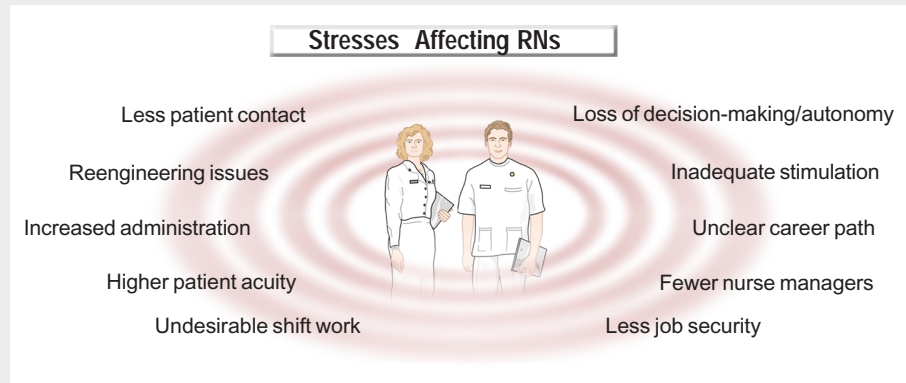 Stresses Affecting RNs
Less patient contact
Loss of decision-making/autonomy
Reengineering issues
Inadequate stimulation
Increased administration
Unclear career path
Higher patient acuity
Fewer nurse managers
Undesirable shift work
Less job security